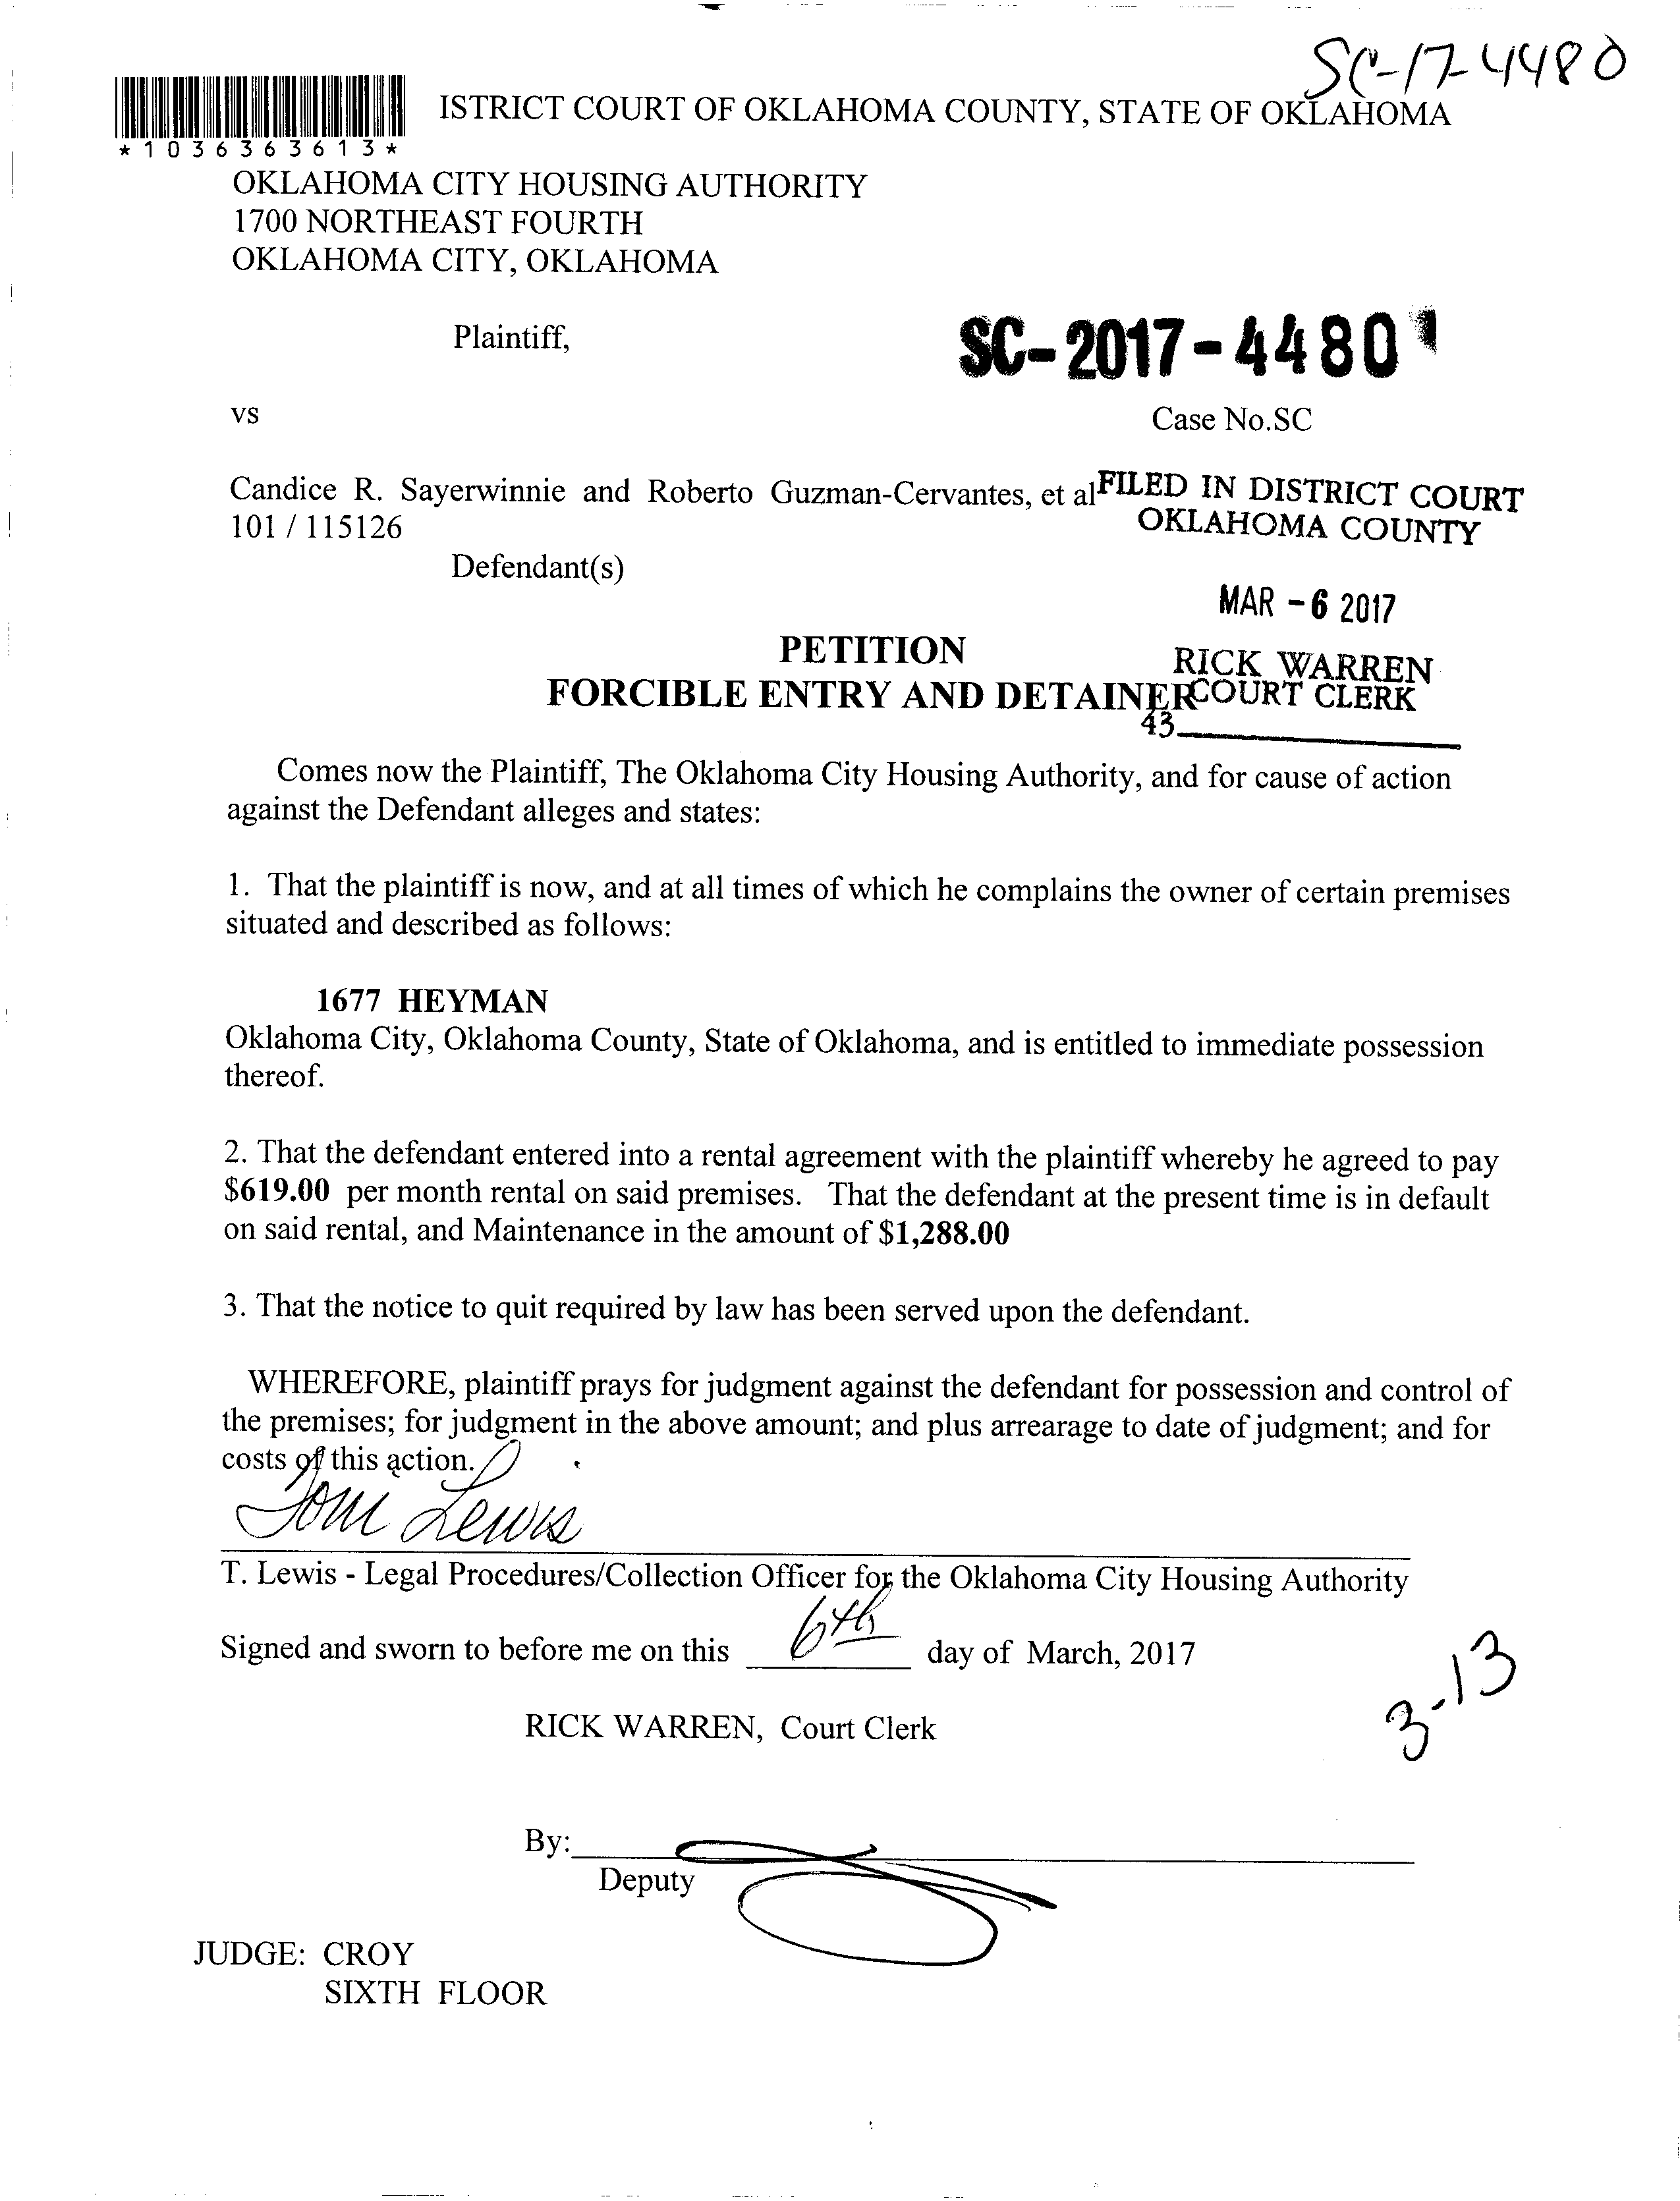 SC-17-4480
ISTRICT COURT OF OKLAHOMA COUNTY, STATE OF OKLAHOMA
*1036363613*
OKLAHOMA CITY HOUSING AUTHORITY
1700 NORTHEAST FOURTH
OKLAHOMA CITY, OKLAHOMA
Plaintiff,
SC-2017-4480
vs
Case No.SC
Candice R. Sayerwinnie and Roberto Guzman-Cervantes, et al
FILED IN DISTRICT COURT
101 / 115126
OKLAHOMA COUNTY
Defendant(s)
MAR -6 2017
PETITION
RICK WARREN
FORCIBLE ENTRY AND DETAINER
COURT CLERK
43
Comes now the Plaintiff, The Oklahoma City Housing Authority, and for cause of action
against the Defendant alleges and states:
1. That the plaintiff is now, and at all times of which he complains the owner of certain premises
situated and described as follows:
1677 HEYMAN
Oklahoma City, Oklahoma County, State of Oklahoma, and is entitled to immediate possession
thereof.
2. That the defendant entered into a rental agreement with the plaintiff whereby he agreed to pay
$619.00 per month rental on said premises. That the defendant at the present time is in default
on said rental, and Maintenance in the amount of $1,288.00
3. That the notice to quit required by law has been served upon the defendant.
WHEREFORE, plaintiff prays for judgment against the defendant for possession and control of
the premises; for judgment in the above amount; and plus arrearage to date of judgment; and for
costs of this action.
Tom Lewis
T. Lewis - Legal Procedures/Collection Officer for the Oklahoma City Housing Authority
Signed and sworn to before me on this 6th day of March, 2017
3-13
RICK WARREN, Court Clerk
By:
Deputy
JUDGE: CROY
SIXTH FLOOR